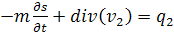 -m ∂s/∂t + div(v₂) = q₂